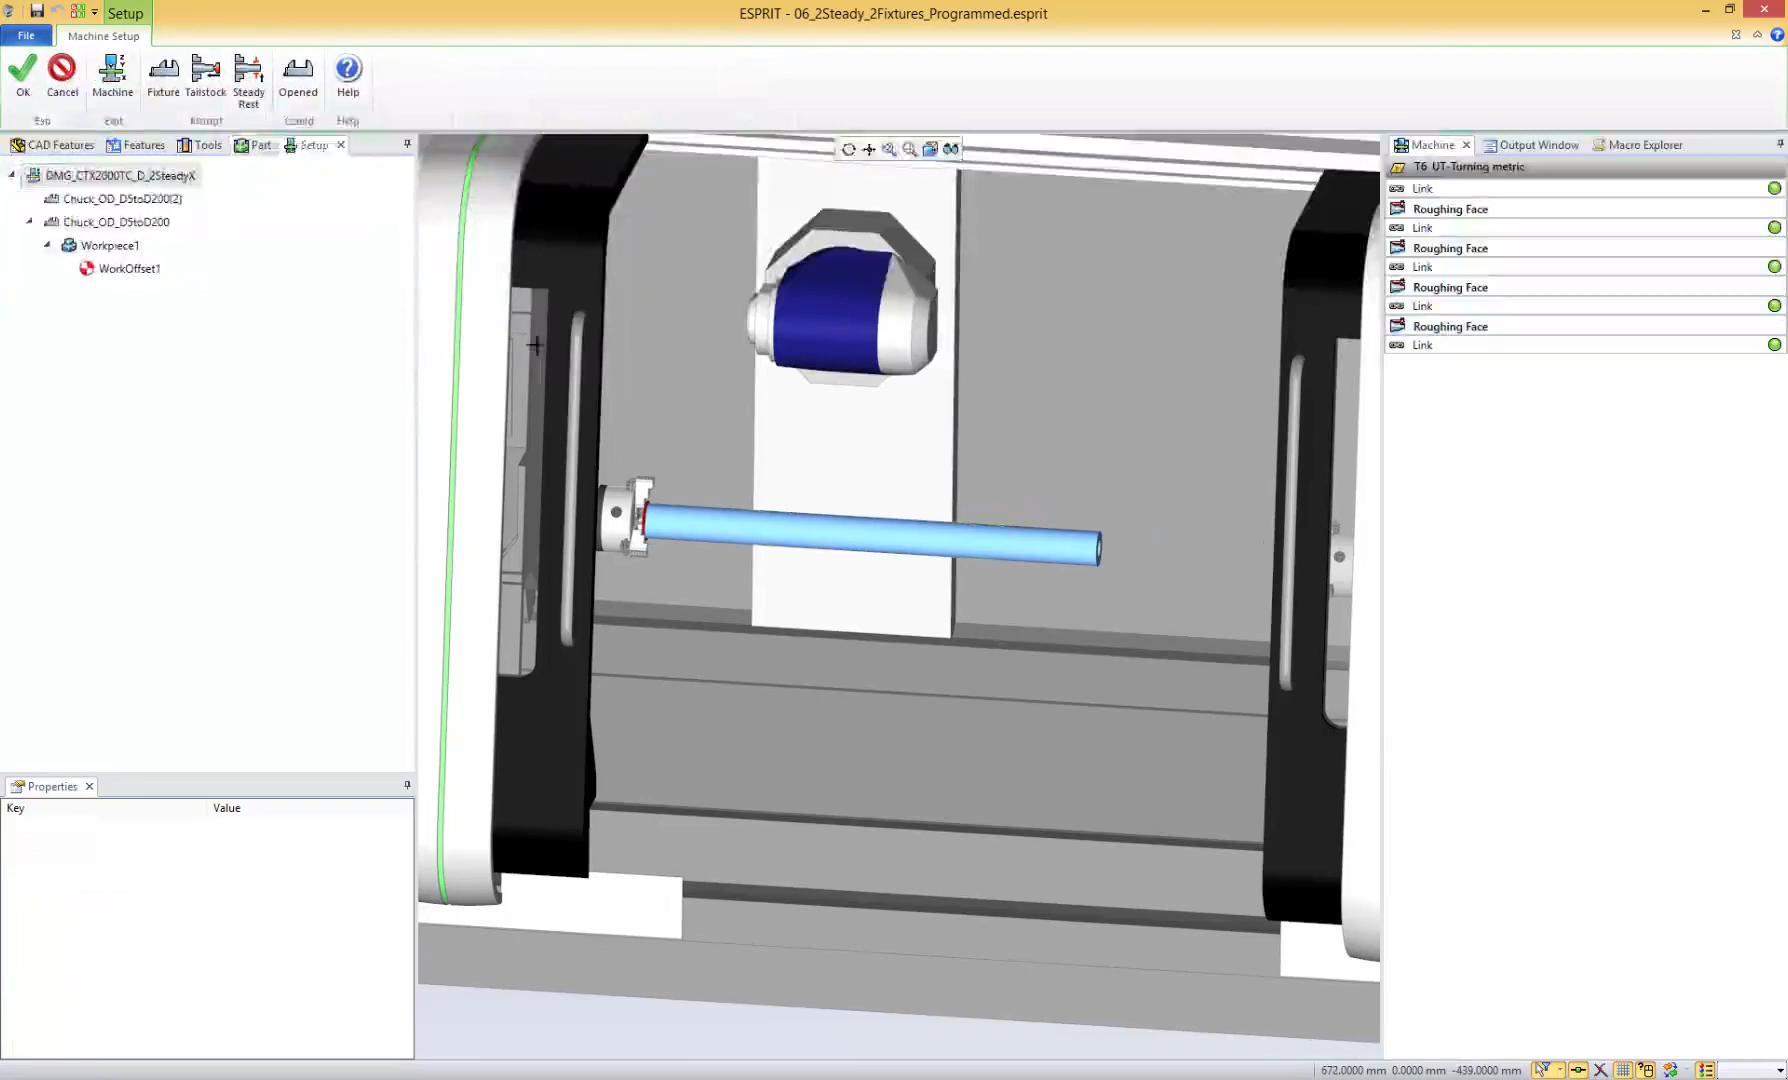 Setup
ESPRIT - 06_2Steady_2Fixtures_Programmed.esprit
File
Machine Setup
OK
Cancel
Machine
Fixture
Tailstock
Steady Rest
Opened
Help
Help
CAD Features
Features
Tools
Part
Setup
Machine
Output Window
Macro Explorer
DMG_CTX2000TC_D_2SteadyX
Chuck_OD_D5toD200(2)
Chuck_OD_D5toD200
Workpiece1
WorkOffset1
T6 UT-Turning metric
Link
Roughing Face
Link
Roughing Face
Link
Roughing Face
Link
Roughing Face
Link
Properties
Key
Value
672.0000 mm 0.0000 mm -439.0000 mm